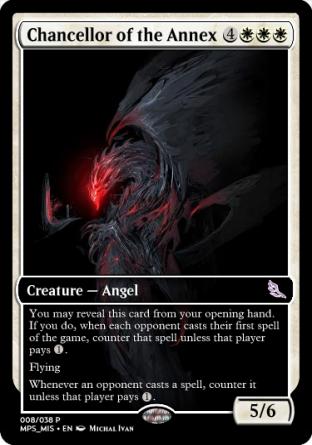 Chancellor of the Annex 4
Creature — Angel
You may reveal this card from your opening hand.
If you do, when each opponent casts their first spell
of the game, counter that spell unless that player
pays 1.
Flying
Whenever an opponent casts a spell, counter it
unless that player pays 1.
5/6
008/038 P
MPS_MIS • EN Michal Ivan